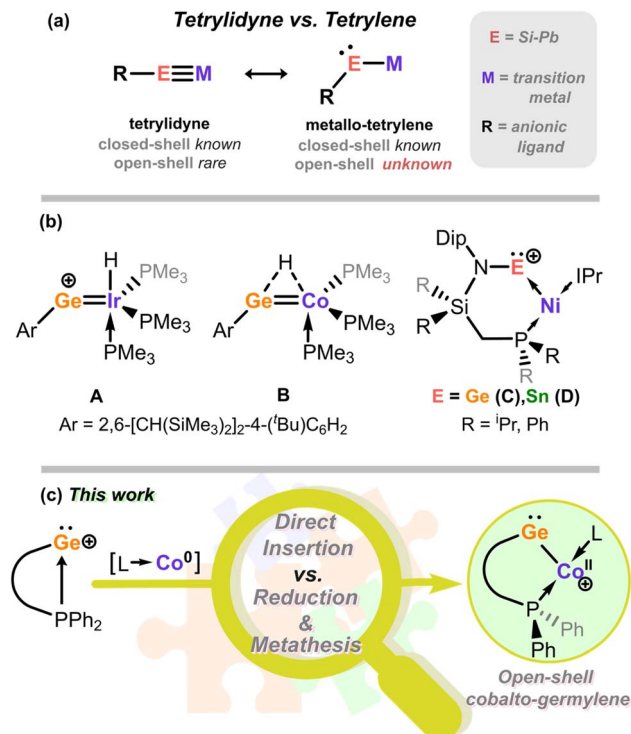 (a)
Tetrylidyne vs. Tetrylene
R—E≡M
tetrylidyne
closed-shell known
open-shell rare
E—M
R
metallo-tetrylene
closed-shell known
open-shell unknown
E = Si-Pb
M = transition
metal
R = anionic
ligand
(b)
H
⊕
Ge=Ir
PMe3
PMe3
PMe3
Ar
A
H
Ge=Co
PMe3
PMe3
PMe3
Ar
B
Ar = 2,6-[CH(SiMe3)2]2-4-(tBu)C6H2
Dip
N—E
⊕
IPr
Ni
R
R
Si
P
R
R
E = Ge (C),Sn (D)
R = iPr, Ph
(c) This work
Ge⊕
PPh2
[L→Co0]
Direct
Insertion
vs.
Reduction
&
Metathesis
Ge
L
CoII
⊕
P
Ph
Ph
Open-shell
cobalto-germylene